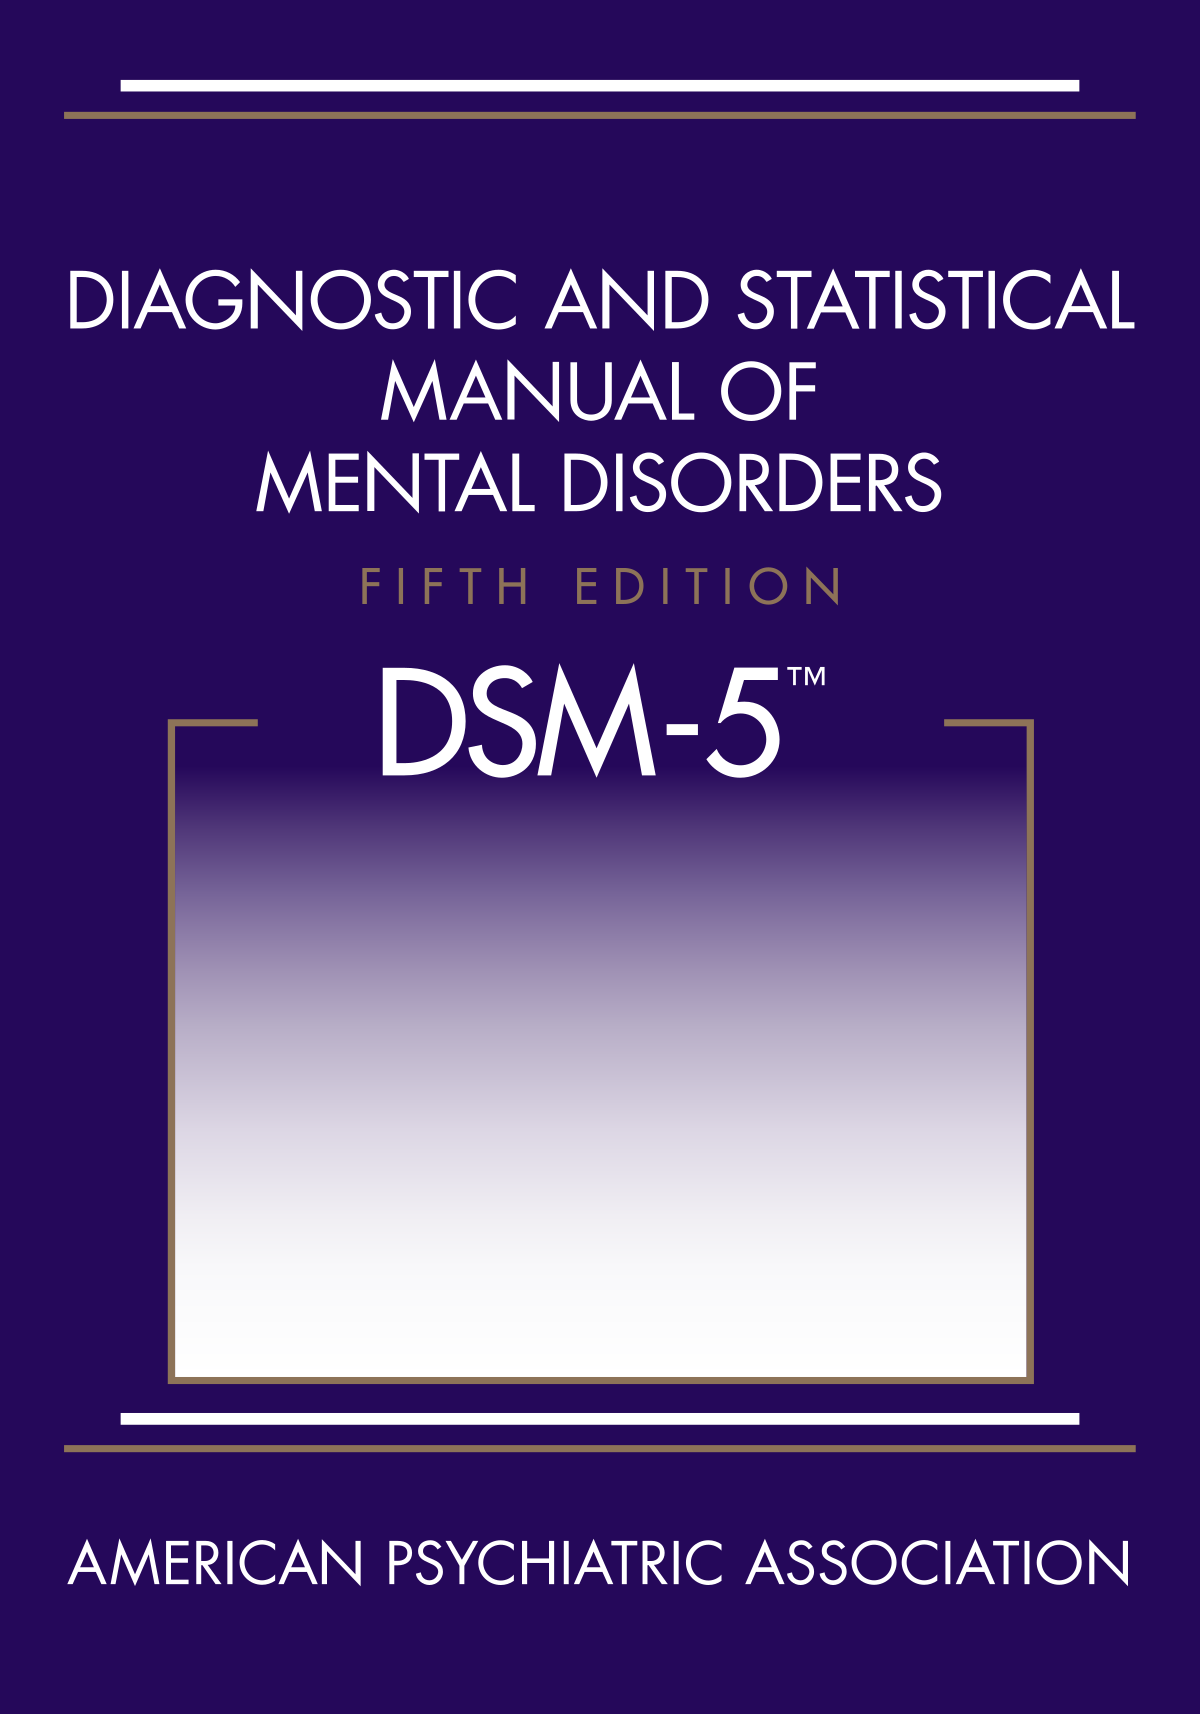 DIAGNOSTIC AND STATISTICAL
MANUAL OF
MENTAL DISORDERS
FIFTH EDITION
DSM-5™
AMERICAN PSYCHIATRIC ASSOCIATION